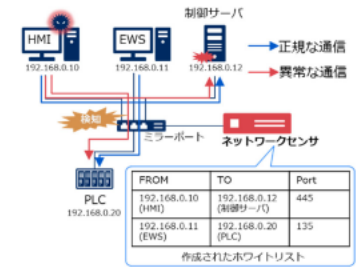 制御サーバ
HMI
EWS
正規な通信
異常な通信
192.168.0.10
192.168.0.11
192.168.0.12
検知
ミラーポート
ネットワークセンサ
PLC
192.168.0.20
FROM TO Port
192.168.0.10 192.168.0.12 445
(HMI) (制御サーバ)
192.168.0.11 192.168.0.20 135
(EWS) (PLC)
作成されたホワイトリスト